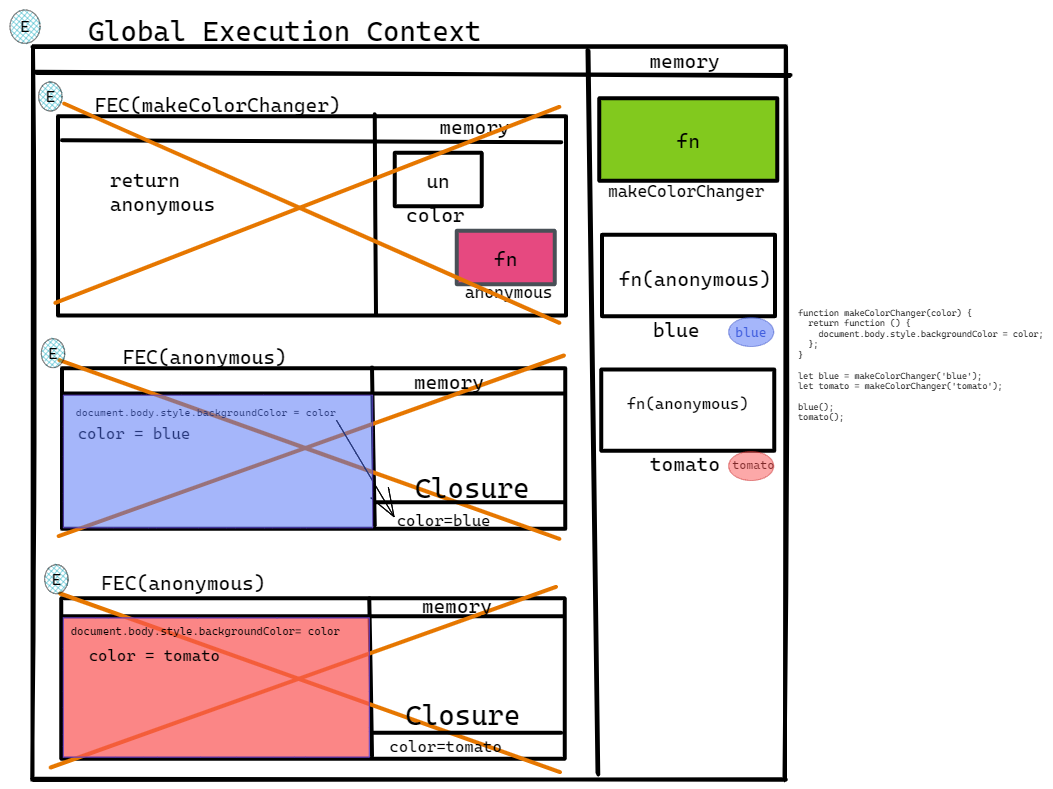 E
Global Execution Context
memory
E
FEC(makeColorChanger)
memory
return
anonymous
un
color
fn
anonymous
E
FEC(anonymous)
memory
document.body.style.backgroundColor = color
color = blue
Closure
color=blue
E
FEC(anonymous)
memory
document.body.style.backgroundColor= color
color = tomato
Closure
color=tomato
fn
makeColorChanger
fn(anonymous)
blue
blue
fn(anonymous)
tomato
tomato
function makeColorChanger(color) {
  return function () {
    document.body.style.backgroundColor = color;
  };
}
let blue = makeColorChanger('blue');
let tomato = makeColorChanger('tomato');
blue();
tomato();